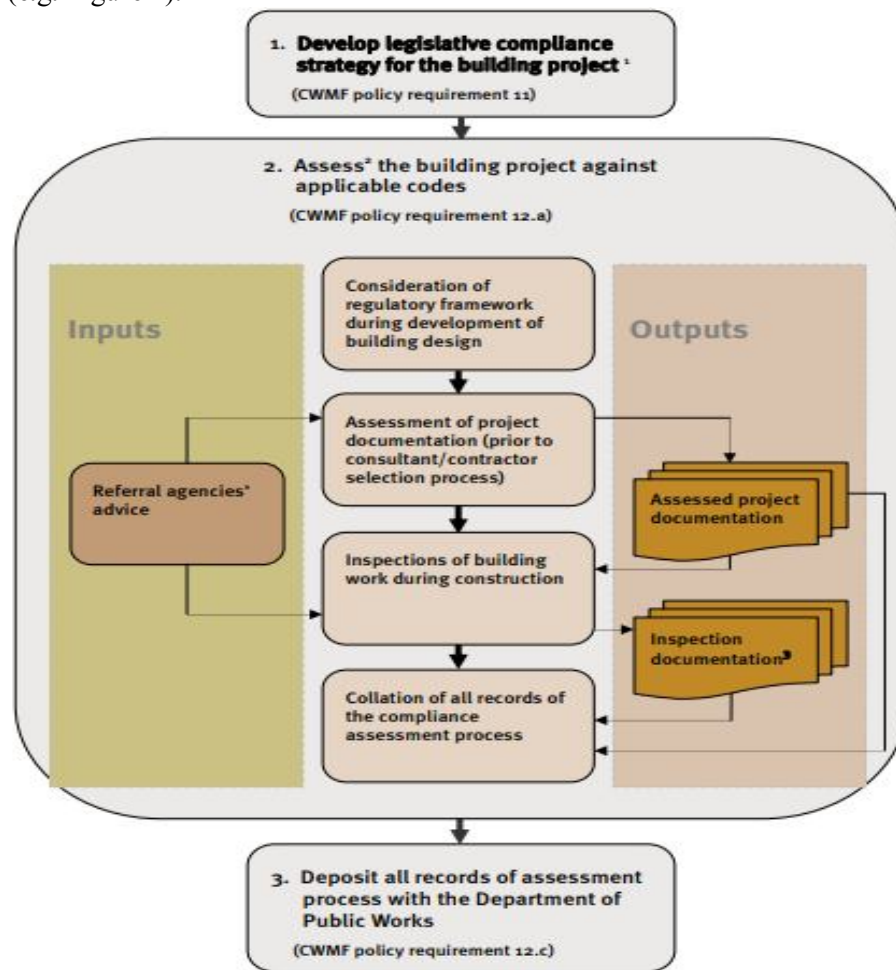 1. Develop legislative compliance
strategy for the building project ¹
(CWMF policy requirement 11)
2. Assess² the building project against
applicable codes
(CWMF policy requirement 12.a)
Inputs
Outputs
Consideration of
regulatory framework
during development of
building design
Assessment of project
documentation (prior to
consultant/contractor
selection process)
Referral agencies'
advice
Assessed project
documentation
Inspections of building
work during construction
Inspection
documentation³
Collation of all records of
the compliance
assessment process
3. Deposit all records of assessment
process with the Department of
Public Works
(CWMF policy requirement 12.c)